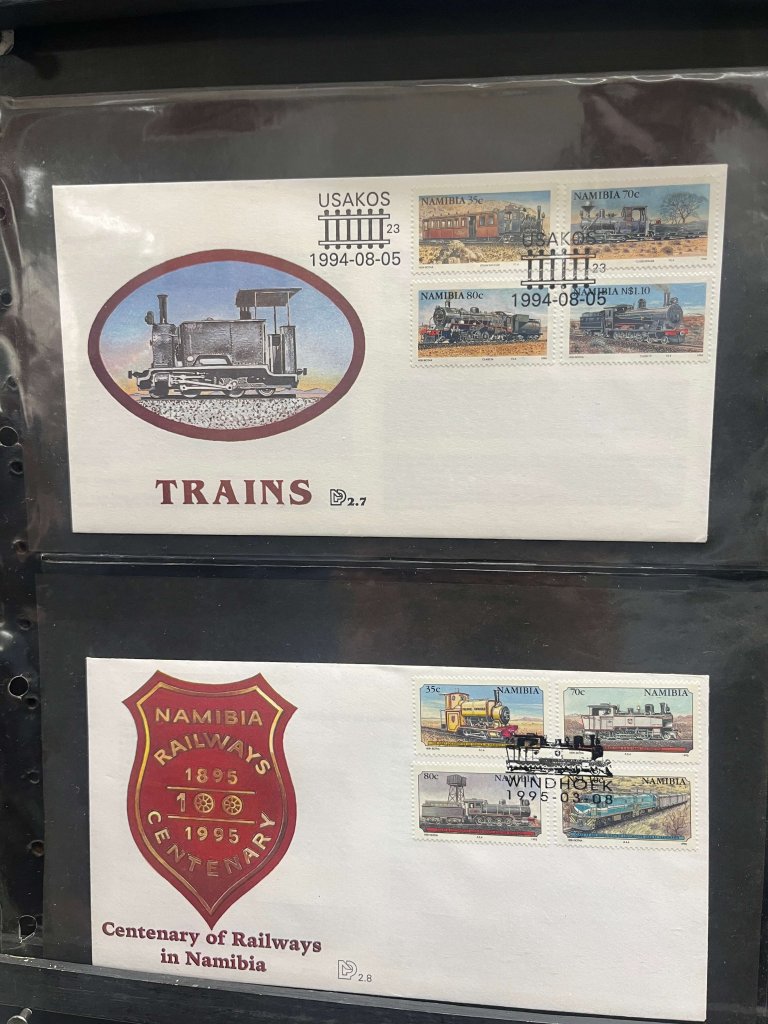 USAKOS
23
1994-08-05
NAMIBIA 35c
NAMIBIA 70c
USAKOS
23
1994-08-05
NAMIBIA 80c
NAMIBIA N$1.10
TRAINS
2.7
35c NAMIBIA
70c NAMIBIA
WINDHOEK
1995-03-08
80c
NAMIBIA
NAMIBIA
RAILWAYS
1895
100
1995
CENTENARY
Centenary of Railways
in Namibia
2.8